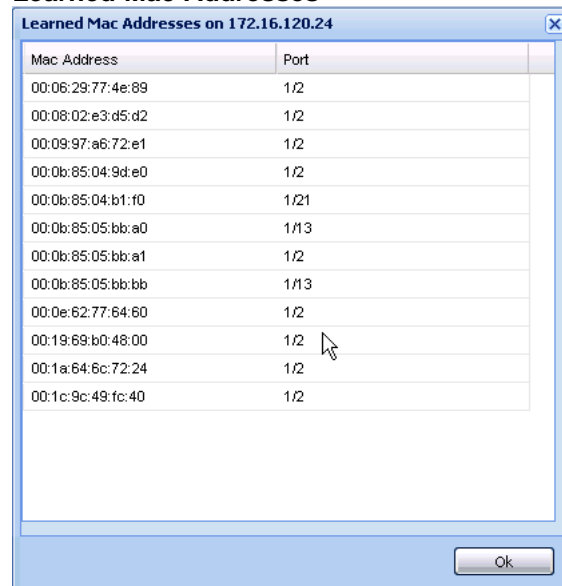 Learned Mac Addresses
Learned Mac Addresses on 172.16.120.24
Mac Address Port
00:06:29:77:4e:89 1/2
00:08:02:e3:d5:d2 1/2
00:09:97:a6:72:e1 1/2
00:0b:85:04:9d:e0 1/2
00:0b:85:04:b1:f0 1/21
00:0b:85:05:bb:a0 1/13
00:0b:85:05:bb:a1 1/2
00:0b:85:05:bb:bb 1/13
00:0e:62:77:64:60 1/2
00:19:69:b0:48:00 1/2
00:1a:64:6c:72:24 1/2
00:1c:9c:49:fc:40 1/2
Ok